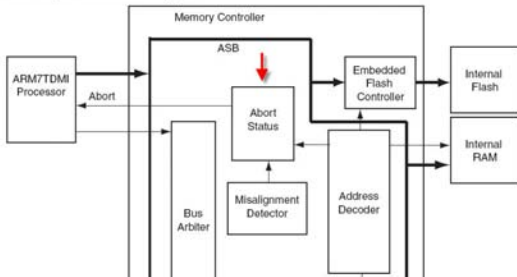 Memory Controller
ASB
ARM7TDMI
Processor
Abort
Abort
Status
Embedded
Flash
Controller
Internal
Flash
Internal
RAM
Misalignment
Detector
Bus
Arbiter
Address
Decoder